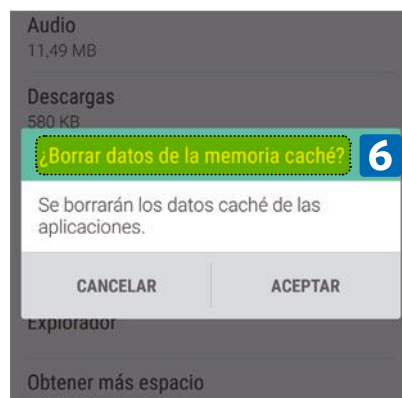 Audio
11,49 MB
Descargas
580 KB
¿Borrar datos de la memoria caché?
6
Se borrarán los datos caché de las
aplicaciones.
CANCELAR
ACEPTAR
Explorador
Obtener más espacio